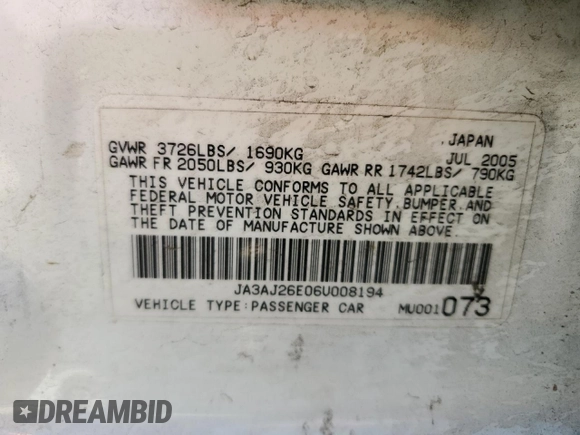 JAPAN
GVWR 3726LBS/ 1690KG JUL 2005
GAWR FR 2050LBS/ 930KG GAWR RR 1742LBS/ 790KG
THIS VEHICLE CONFORMS TO ALL APPLICABLE
FEDERAL MOTOR VEHICLE SAFETY, BUMPER, AND
THEFT PREVENTION STANDARDS IN EFFECT ON
THE DATE OF MANUFACTURE SHOWN ABOVE.
JA3AJ26E06U008194
VEHICLE TYPE:PASSENGER CAR MU001073
DREAMBID